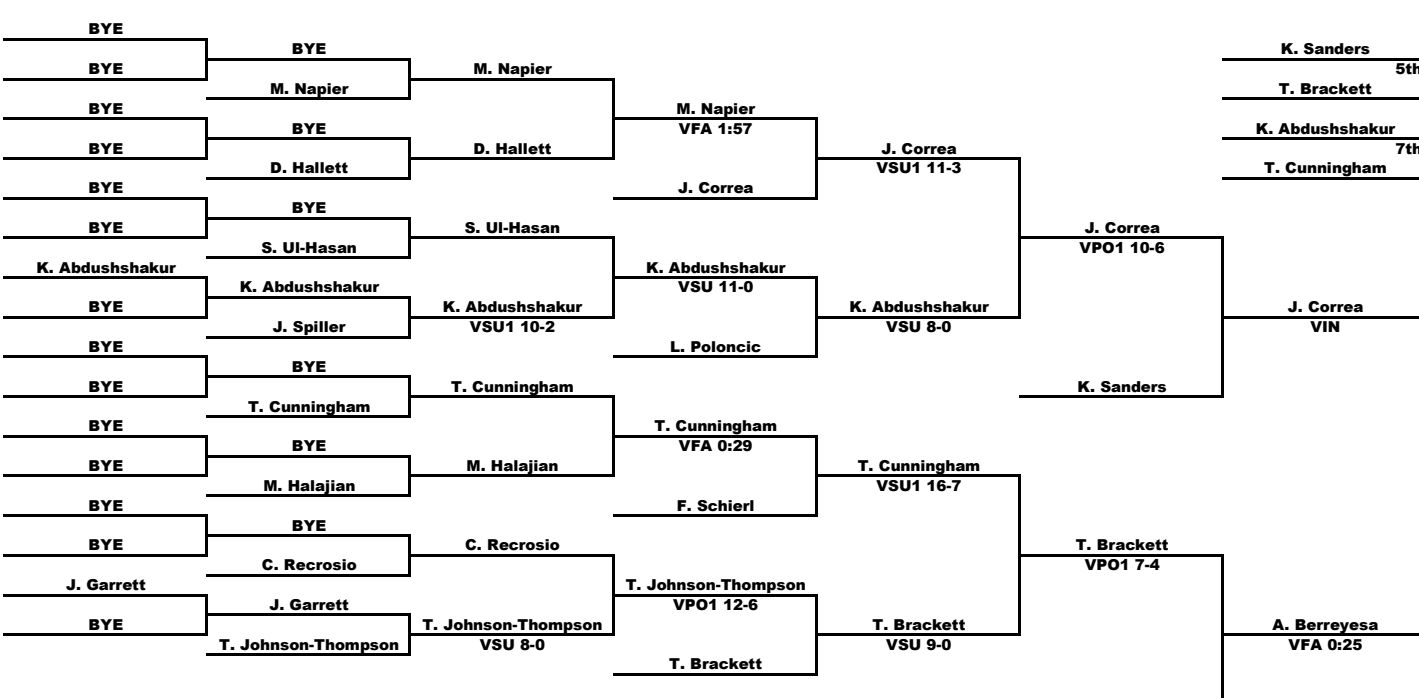 BYE
BYE
BYE
BYE
BYE
BYE
K. Abdushshakur
BYE
BYE
BYE
BYE
BYE
BYE
BYE
J. Garrett
BYE
BYE
M. Napier
BYE
D. Hallett
BYE
S. Ul-Hasan
K. Abdushshakur
J. Spiller
BYE
T. Cunningham
BYE
M. Halajian
BYE
C. Recrosio
J. Garrett
T. Johnson-Thompson
M. Napier
D. Hallett
S. Ul-Hasan
K. Abdushshakur
VSU1 10-2
T. Cunningham
M. Halajian
C. Recrosio
T. Johnson-Thompson
VSU 8-0
M. Napier
VFA 1:57
J. Correa
K. Abdushshakur
VSU 11-0
L. Poloncic
T. Cunningham
VFA 0:29
F. Schierl
T. Johnson-Thompson
VPO1 12-6
T. Brackett
J. Correa
VSU1 11-3
K. Abdushshakur
VSU 8-0
T. Cunningham
VSU1 16-7
T. Brackett
VSU 9-0
J. Correa
VPO1 10-6
K. Sanders
T. Brackett
VPO1 7-4
K. Sanders
5th
T. Brackett
K. Abdushshakur
7th
T. Cunningham
J. Correa
VIN
A. Berreyesa
VFA 0:25